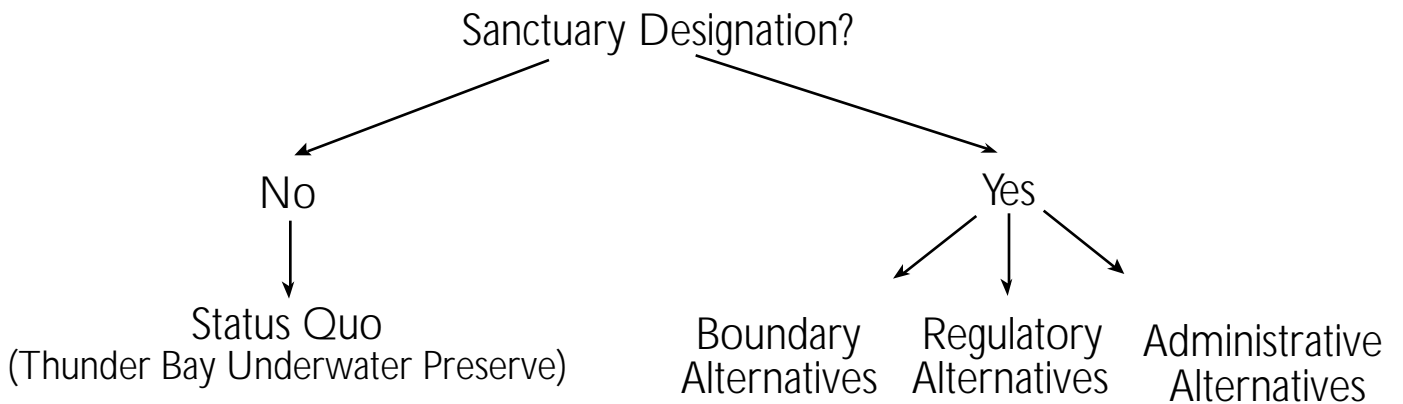 Sanctuary Designation?
No
Yes
Status Quo
(Thunder Bay Underwater Preserve)
Boundary
Alternatives
Regulatory
Alternatives
Administrative
Alternatives